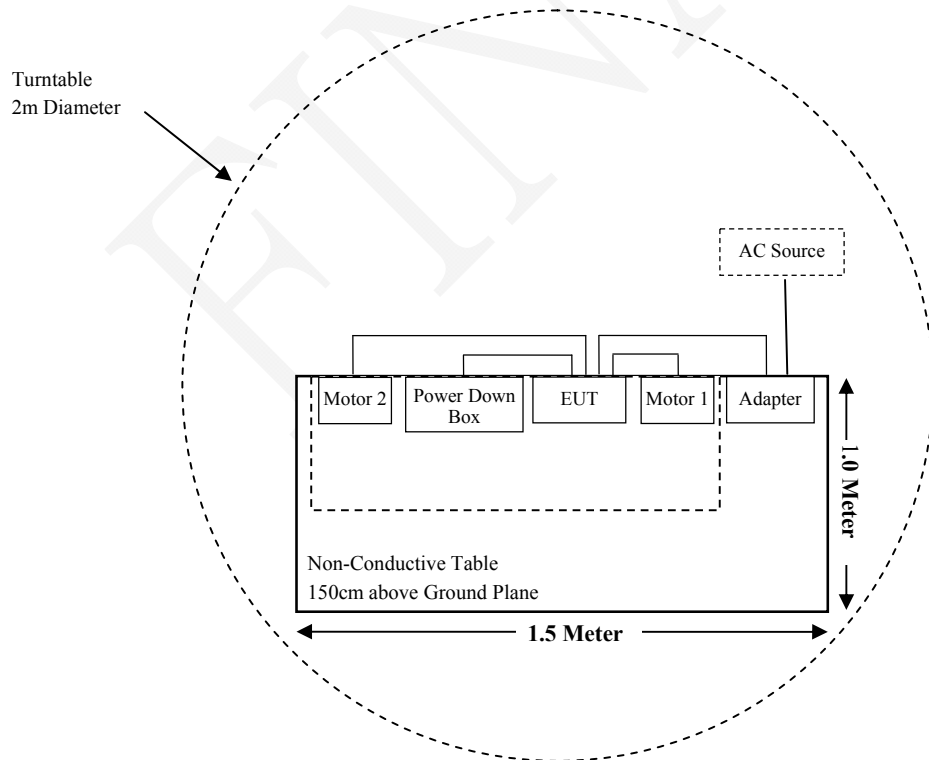 Turntable
2m Diameter
AC Source
Motor 2
Power Down
Box
EUT
Motor 1
Adapter
1.0 Meter
Non-Conductive Table
150cm above Ground Plane
1.5 Meter